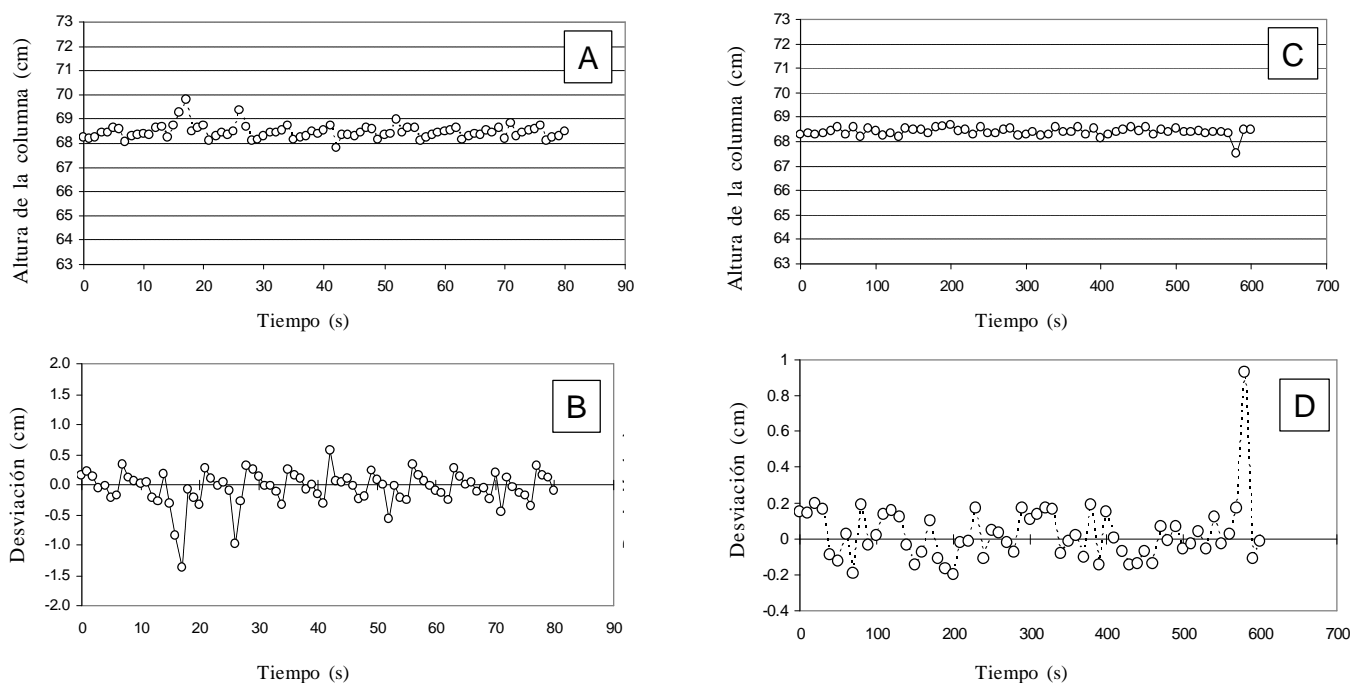 73
72
71
70
69
68
67
66
65
64
63
Altura de la columna (cm)
A
0 10 20 30 40 50 60 70 80 90
Tiempo (s)
73
72
71
70
69
68
67
66
65
64
63
Altura de la columna (cm)
C
0 100 200 300 400 500 600 700
Tiempo (s)
2.0
1.5
1.0
0.5
0.0
-0.5
-1.0
-1.5
-2.0
Desviación (cm)
B
0 10 20 30 40 50 60 70 80 90
Tiempo (s)
1
0.8
0.6
0.4
0.2
0
-0.2
-0.4
Desviación (cm)
D
0 100 200 300 400 500 600 700
Tiempo (s)